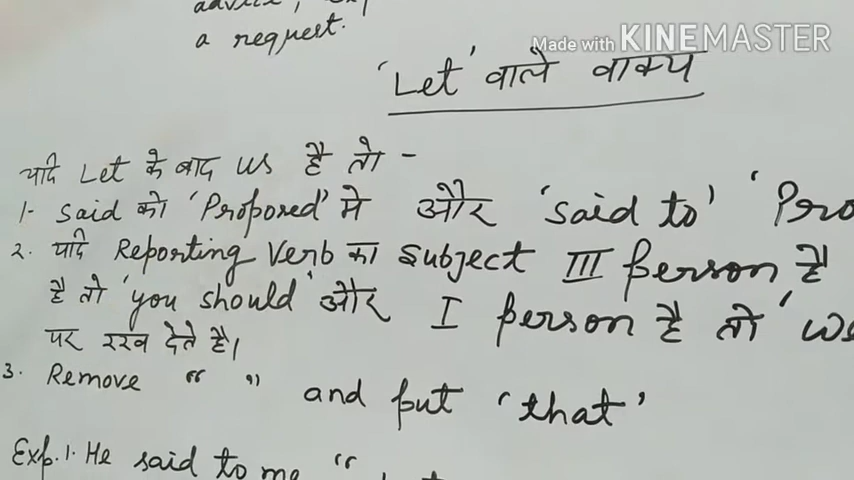 a request.
Made with KINEMASTER
'Let' वाले वाक्य
यदि Let के बाद us है तो -
1- said को 'Proposed' मे और 'said to' 'Pro
2. यदि Reporting Verb का subject III person है
है तो 'you should' और I person है तो 'we
पर रख देते है।
3. Remove “ ” and put 'that'
Exp.1. He said to me “